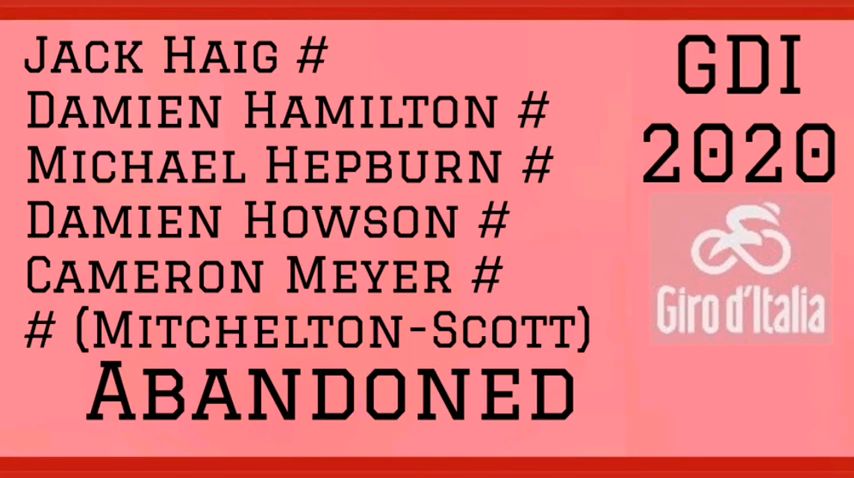 Jack Haig #
Damien Hamilton #
Michael Hepburn #
Damien Howson #
Cameron Meyer #
# (Mitchelton-Scott)
Abandoned
GDI
2020
Giro d'Italia